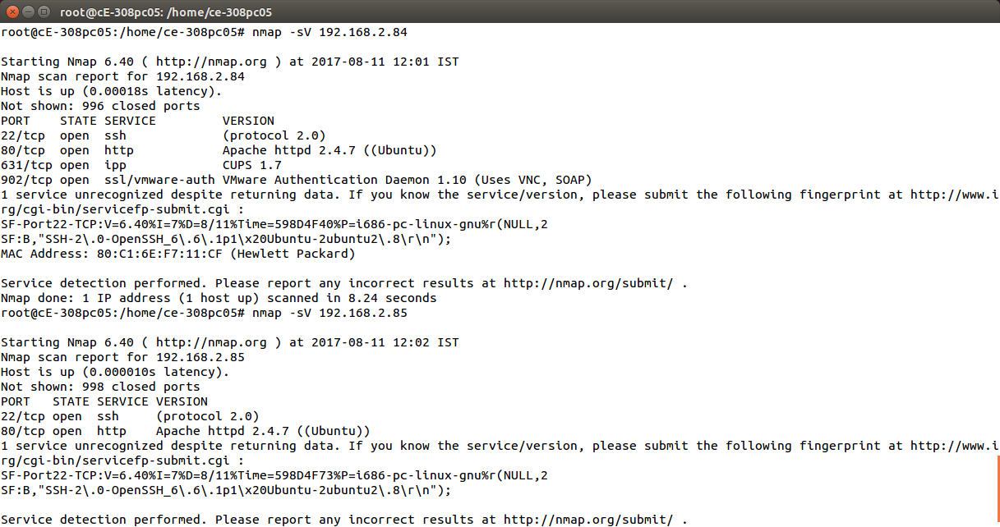 root@cE-308pc05: /home/ce-308pc05
root@cE-308pc05:/home/ce-308pc05# nmap -sV 192.168.2.84
Starting Nmap 6.40 ( http://nmap.org ) at 2017-08-11 12:01 IST
Nmap scan report for 192.168.2.84
Host is up (0.00018s latency).
Not shown: 996 closed ports
PORT    STATE SERVICE         VERSION
22/tcp  open  ssh             (protocol 2.0)
80/tcp  open  http            Apache httpd 2.4.7 ((Ubuntu))
631/tcp open  ipp             CUPS 1.7
902/tcp open  ssl/vmware-auth VMware Authentication Daemon 1.10 (Uses VNC, SOAP)
1 service unrecognized despite returning data. If you know the service/version, please submit the following fingerprint at http://www.i
rg/cgi-bin/servicefp-submit.cgi :
SF-Port22-TCP:V=6.40%I=7%D=8/11%Time=598D4F40%P=i686-pc-linux-gnu%r(NULL,2
SF:B,"SSH-2\.0-OpenSSH_6\.6\.1p1\x20Ubuntu-2ubuntu2\.8\r\n");
MAC Address: 80:C1:6E:F7:11:CF (Hewlett Packard)
Service detection performed. Please report any incorrect results at http://nmap.org/submit/ .
Nmap done: 1 IP address (1 host up) scanned in 8.24 seconds
root@cE-308pc05:/home/ce-308pc05# nmap -sV 192.168.2.85
Starting Nmap 6.40 ( http://nmap.org ) at 2017-08-11 12:02 IST
Nmap scan report for 192.168.2.85
Host is up (0.000010s latency).
Not shown: 998 closed ports
PORT   STATE SERVICE VERSION
22/tcp open  ssh     (protocol 2.0)
80/tcp open  http    Apache httpd 2.4.7 ((Ubuntu))
1 service unrecognized despite returning data. If you know the service/version, please submit the following fingerprint at http://www.i
rg/cgi-bin/servicefp-submit.cgi :
SF-Port22-TCP:V=6.40%I=7%D=8/11%Time=598D4F73%P=i686-pc-linux-gnu%r(NULL,2
SF:B,"SSH-2\.0-OpenSSH_6\.6\.1p1\x20Ubuntu-2ubuntu2\.8\r\n");
Service detection performed. Please report any incorrect results at http://nmap.org/submit/ .